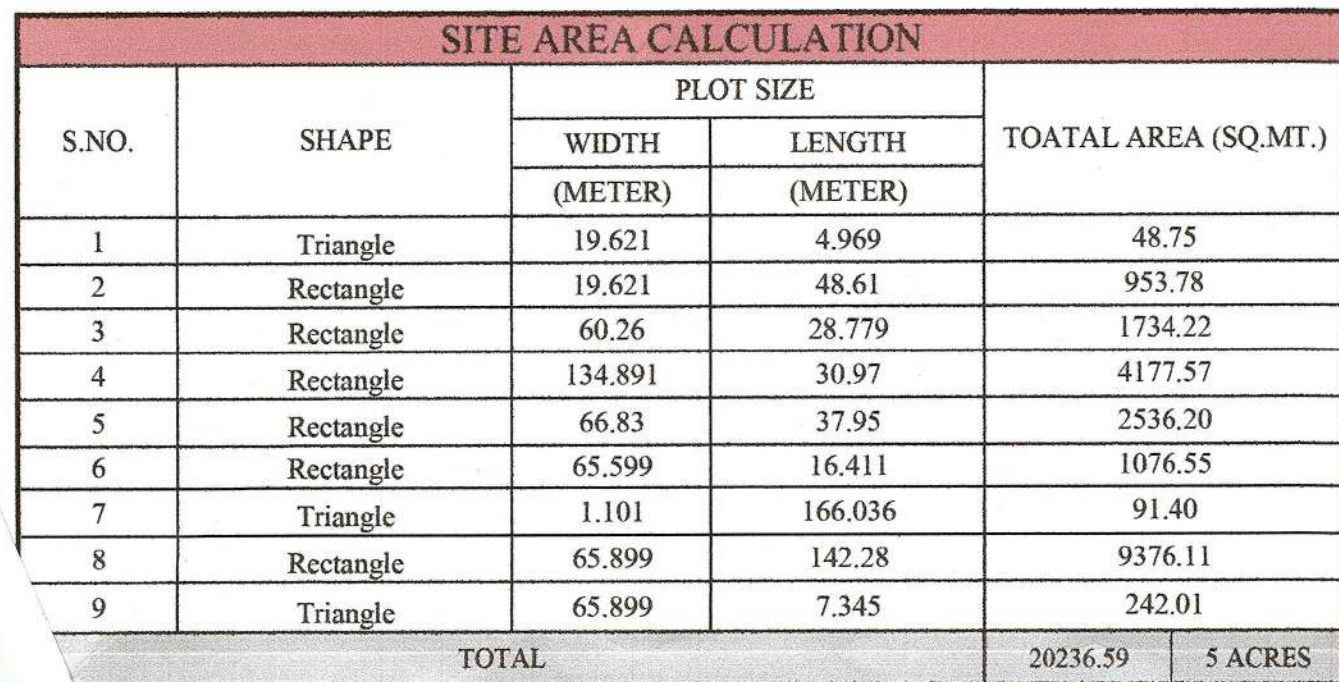 SITE AREA CALCULATION
S.NO. SHAPE PLOT SIZE TOATAL AREA (SQ.MT.)
WIDTH LENGTH
(METER) (METER)
1 Triangle 19.621 4.969 48.75
2 Rectangle 19.621 48.61 953.78
3 Rectangle 60.26 28.779 1734.22
4 Rectangle 134.891 30.97 4177.57
5 Rectangle 66.83 37.95 2536.20
6 Rectangle 65.599 16.411 1076.55
7 Triangle 1.101 166.036 91.40
8 Rectangle 65.899 142.28 9376.11
9 Triangle 65.899 7.345 242.01
TOTAL 20236.59 5 ACRES